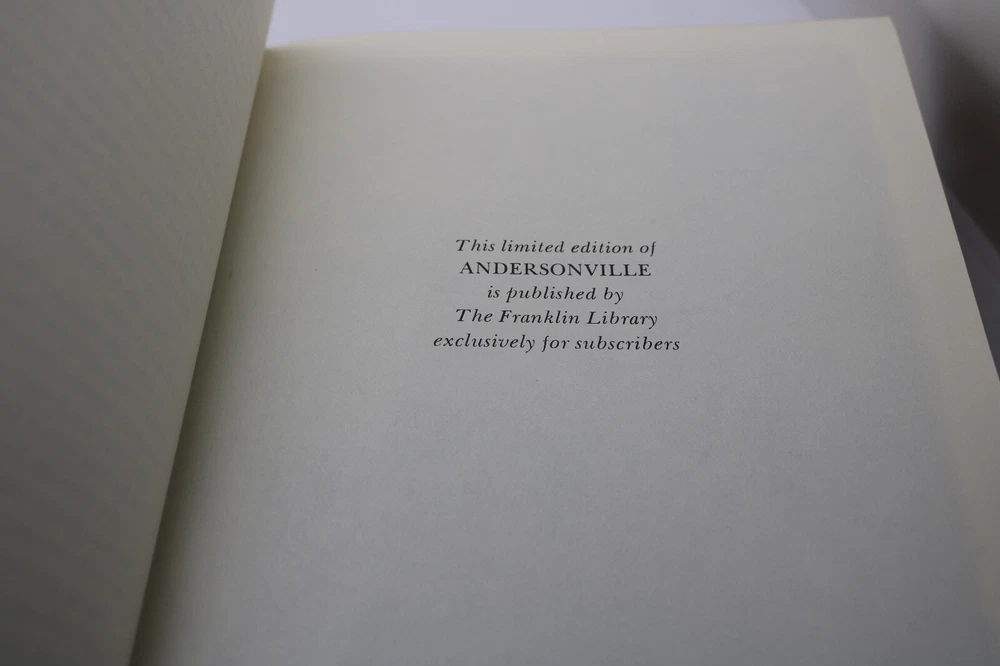 This limited edition of
ANDERSONVILLE
is published by
The Franklin Library
exclusively for subscribers